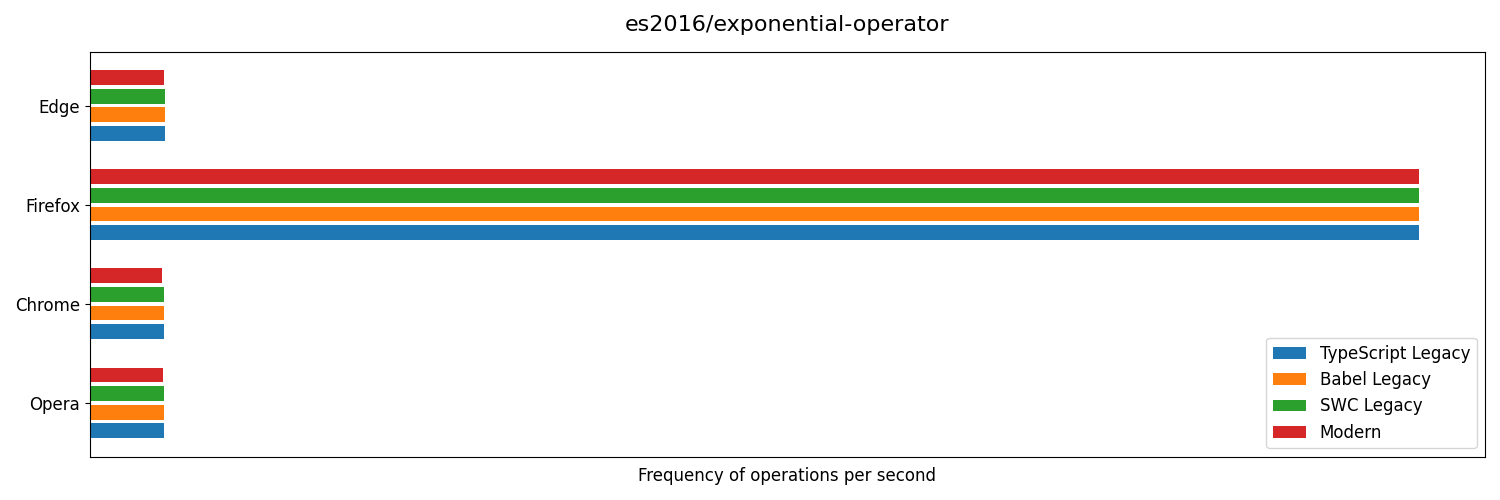 es2016/exponential-operator
Edge
Firefox
Chrome
Opera
TypeScript Legacy
Babel Legacy
SWC Legacy
Modern
Frequency of operations per second